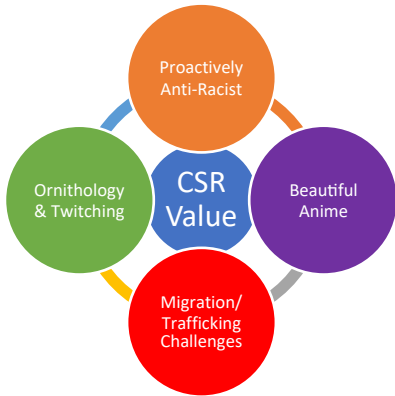 Proactively
Anti-Racist
Ornithology
& Twitching
CSR
Value
Beautiful
Anime
Migration/
Trafficking
Challenges